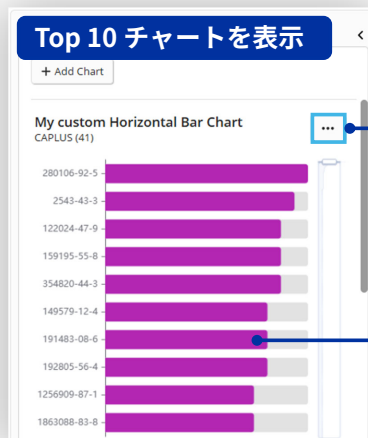 Top 10 チャートを表示
+ Add Chart
My custom Horizontal Bar Chart
CAPLUS (41)
280106-92-5
2543-43-3
122024-47-9
159195-55-8
354820-44-3
149579-12-4
191483-08-6
192805-56-4
1256909-87-1
1863088-83-8